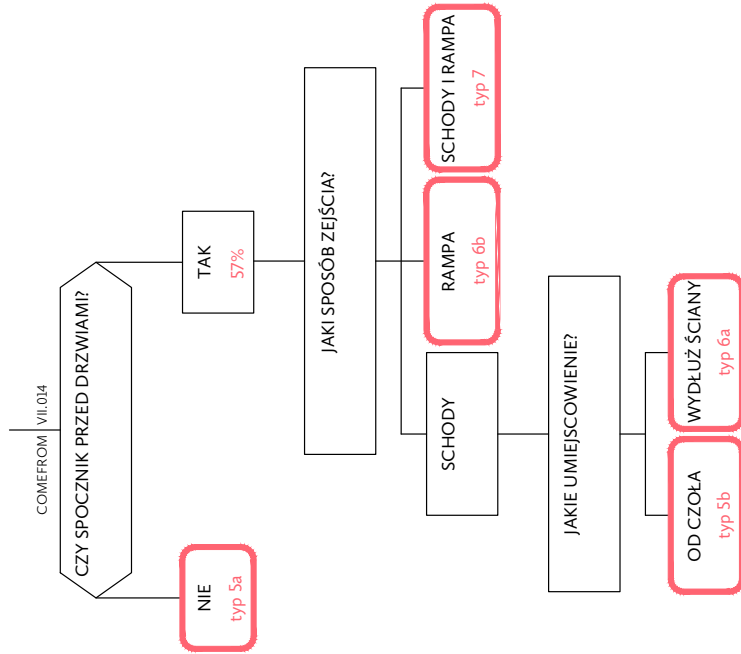 COMEFROM VII.014
CZY SPOCZNIK PRZED DRZWIAMI?
NIE
typ 5a
TAK
57%
JAKI SPOSÓB ZEJŚCIA?
SCHODY
RAMPA
typ 6b
SCHODY I RAMPA
typ 7
JAKIE UMIEJSCOWIENIE?
OD CZOŁA
typ 5b
WYDŁUŻ ŚCIANY
typ 6a